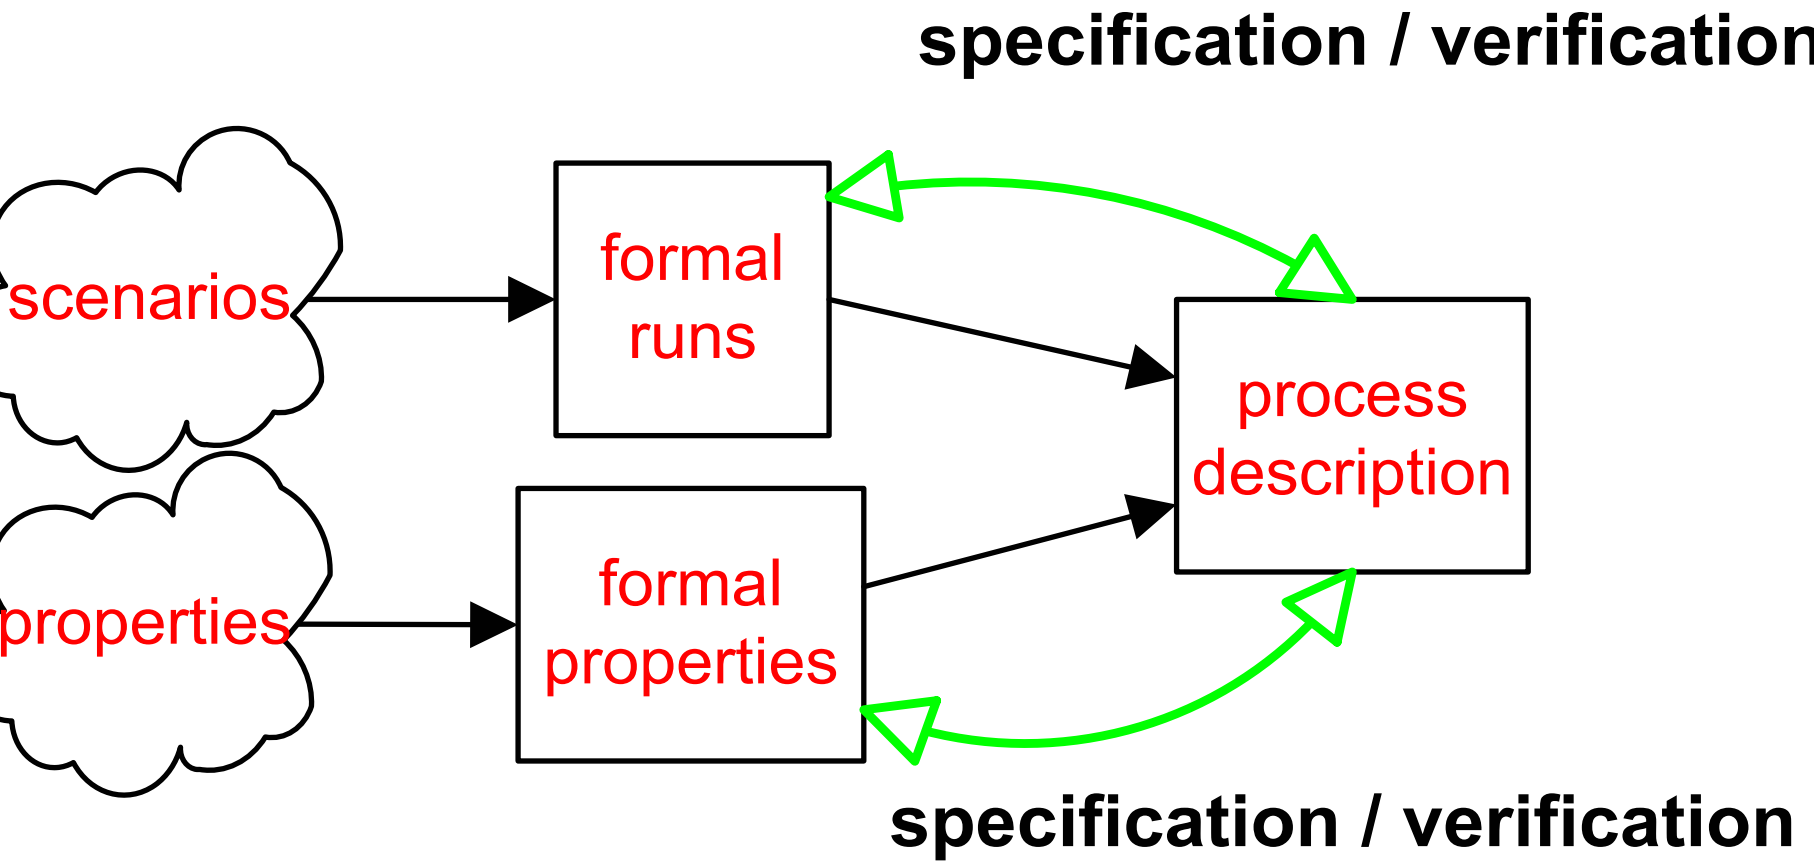 specification / verification
scenarios
formal
runs
process
description
formal
properties
properties
specification / verification